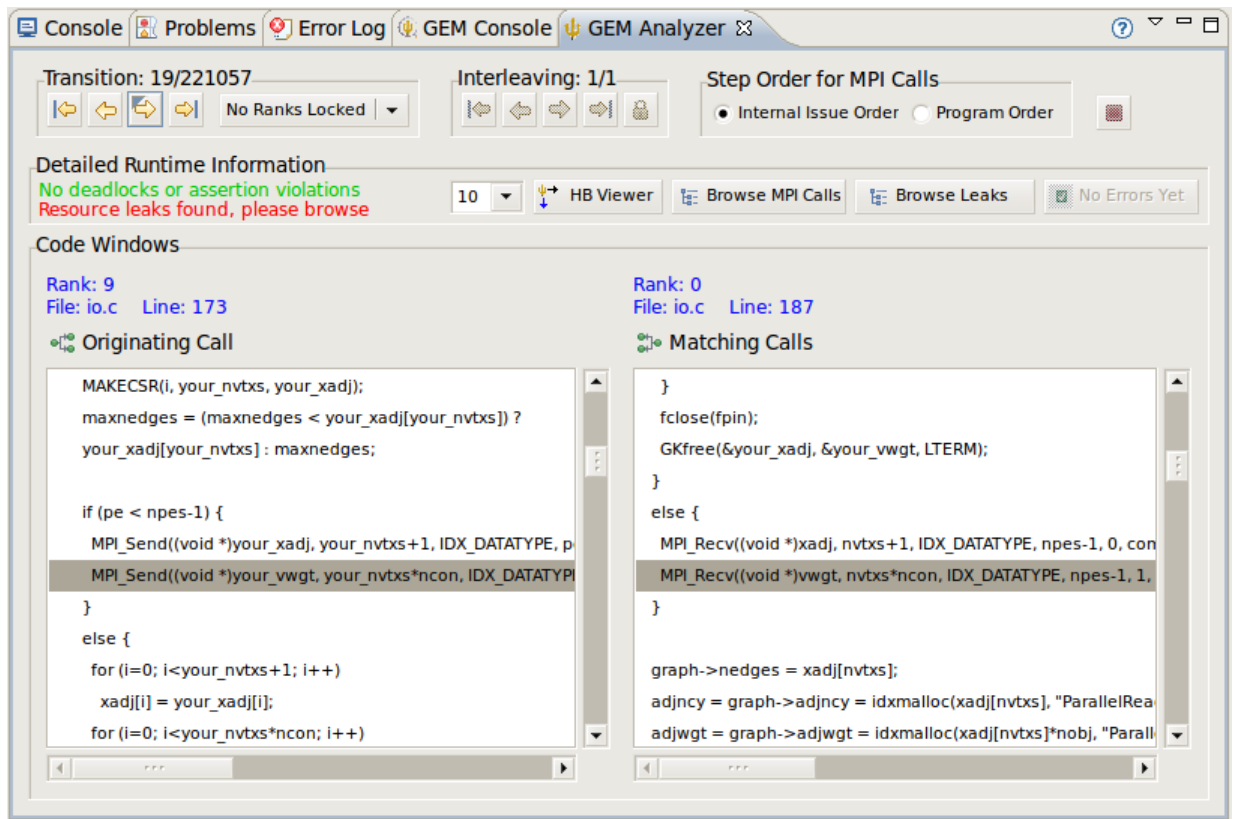 Console Problems Error Log GEM Console GEM Analyzer
Transition: 19/221057 Interleaving: 1/1 Step Order for MPI Calls
No Ranks Locked Internal Issue Order Program Order
Detailed Runtime Information
No deadlocks or assertion violations
Resource leaks found, please browse
10 HB Viewer Browse MPI Calls Browse Leaks No Errors Yet
Code Windows
Rank: 9
File: io.c Line: 173
Originating Call
MAKECSR(i, your_nvtxs, your_xadj);
maxnedges = (maxnedges < your_xadj[your_nvtxs]) ?
your_xadj[your_nvtxs] : maxnedges;
if (pe < npes-1) {
MPI_Send((void *)your_xadj, your_nvtxs+1, IDX_DATATYPE, p
MPI_Send((void *)your_vwgt, your_nvtxs*ncon, IDX_DATATYP
}
else {
for (i=0; i<your_nvtxs+1; i++)
xadj[i] = your_xadj[i];
for (i=0; i<your_nvtxs*ncon; i++)
Rank: 0
File: io.c Line: 187
Matching Calls
}
fclose(fpin);
GKfree(&your_xadj, &your_vwgt, LTERM);
}
else {
MPI_Recv((void *)xadj, nvtxs+1, IDX_DATATYPE, npes-1, 0, con
MPI_Recv((void *)vwgt, nvtxs*ncon, IDX_DATATYPE, npes-1, 1,
}
graph->nedges = xadj[nvtxs];
adjncy = graph->adjncy = idxmalloc(xadj[nvtxs], "ParallelRea
adjwgt = graph->adjwgt = idxmalloc(xadj[nvtxs]*nobj, "Parall